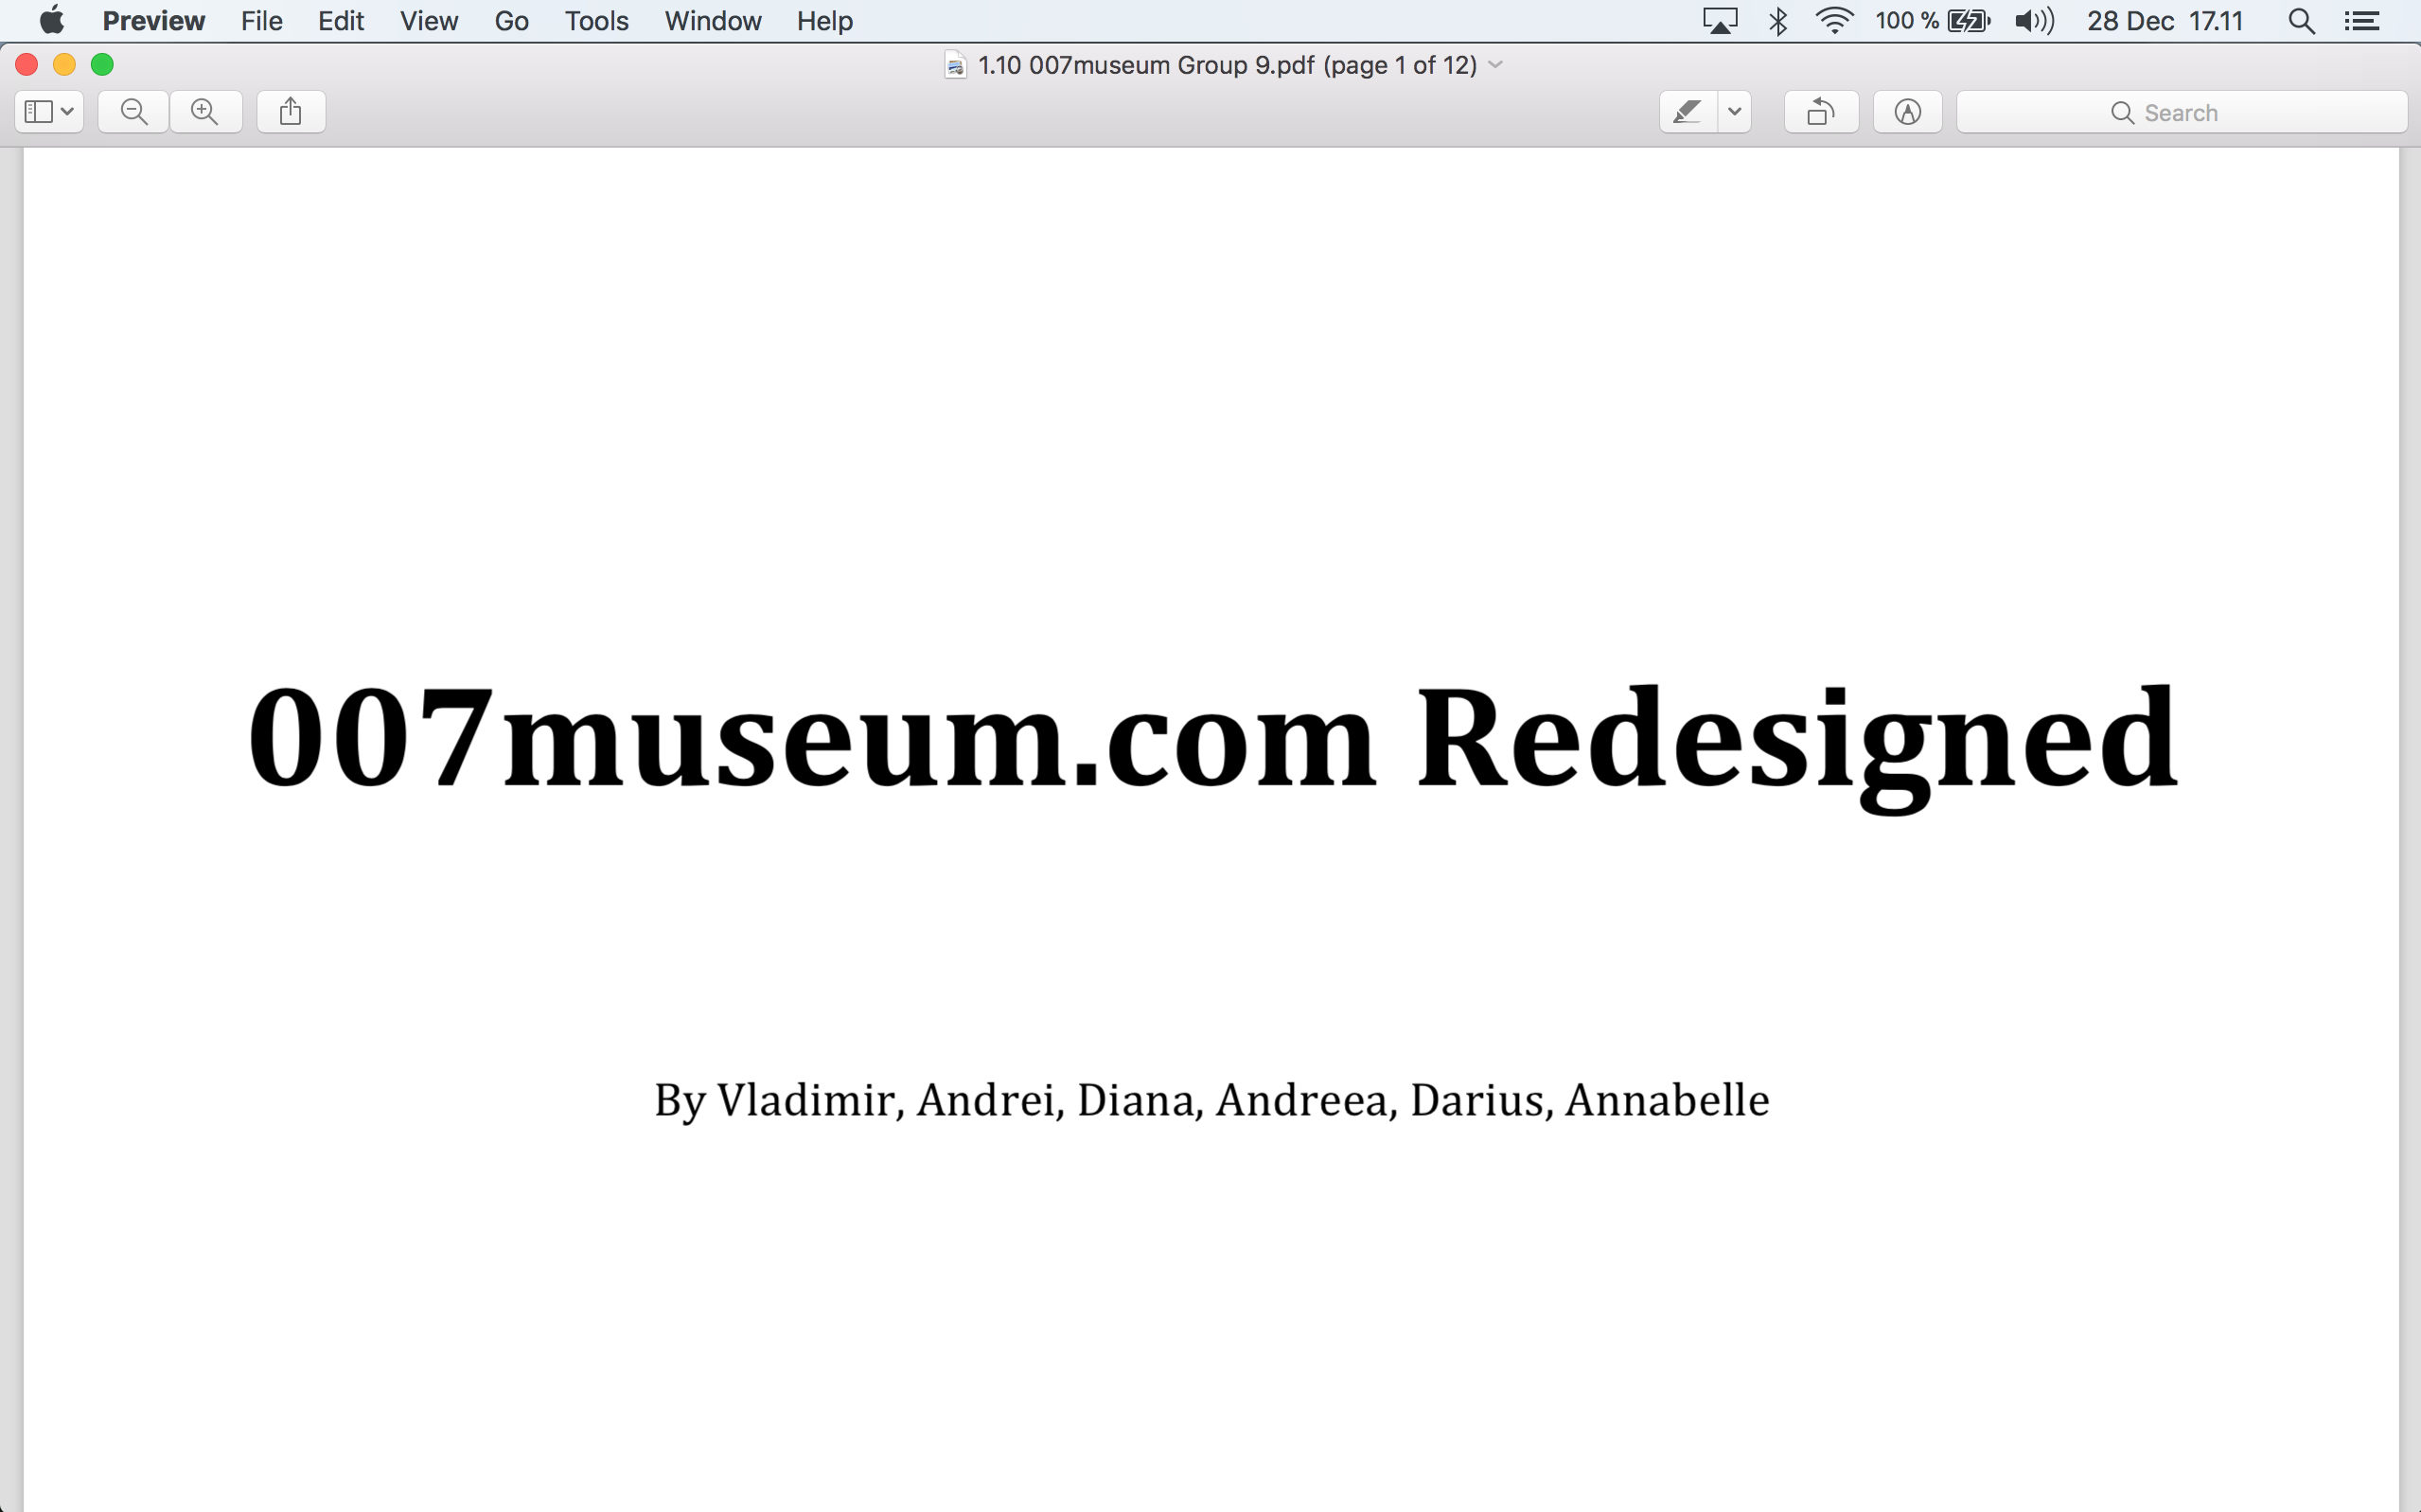 Preview File Edit View Go Tools Window Help 100 % 28 Dec 17.11
1.10 007museum Group 9.pdf (page 1 of 12)
Search
007museum.com Redesigned
By Vladimir, Andrei, Diana, Andreea, Darius, Annabelle